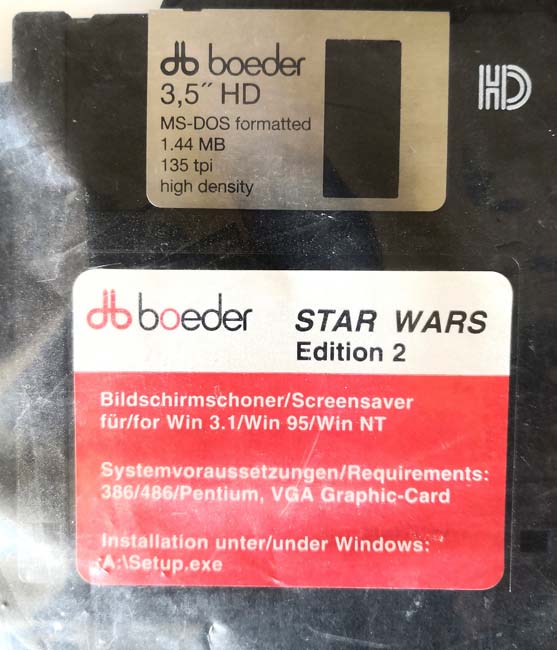 boeder
3,5˝ HD
MS-DOS formatted
1.44 MB
135 tpi
high density
HD
boeder
STAR WARS
Edition 2
Bildschirmschoner/Screensaver
für/for Win 3.1/Win 95/Win NT
Systemvoraussetzungen/Requirements:
386/486/Pentium, VGA Graphic-Card
Installation unter/under Windows:
A:\Setup.exe